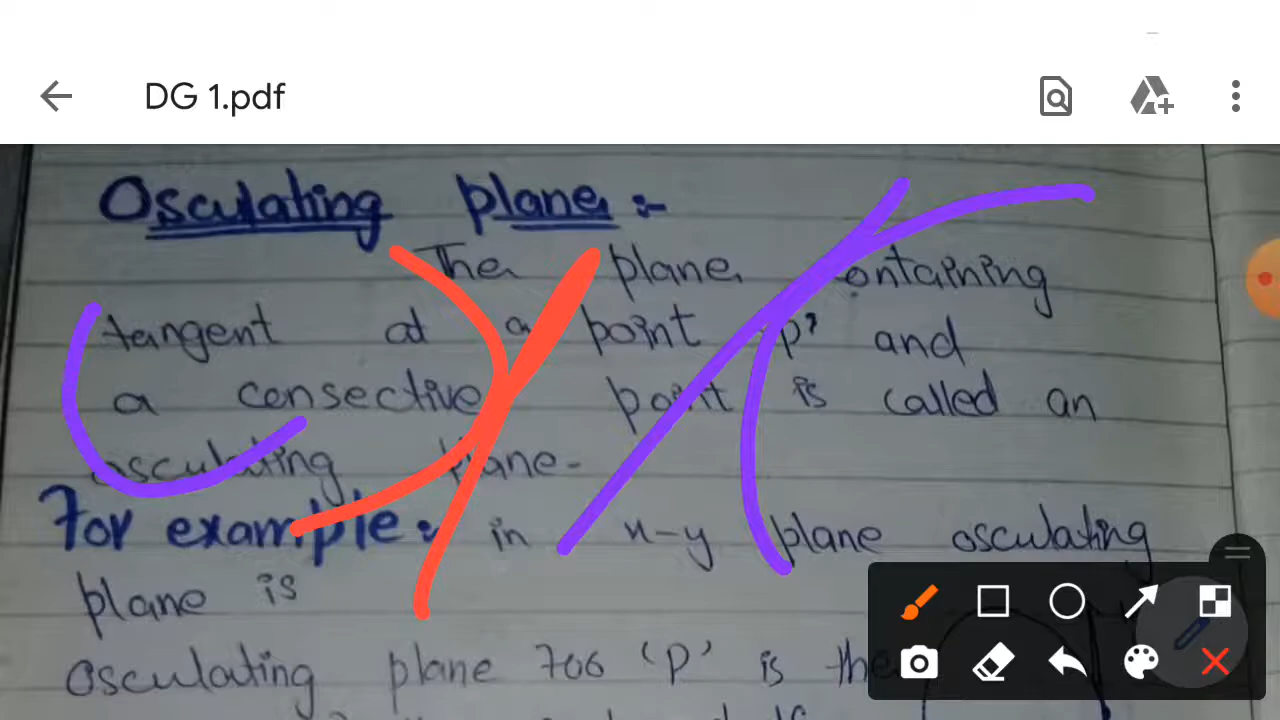 DG 1.pdf
Osculating plane :-
The plane containing
tangent at a point 'p' and
a consective point is called an
osculating plane-
For example:- in x-y plane osculating
plane is
osculating plane 706 'p' is the